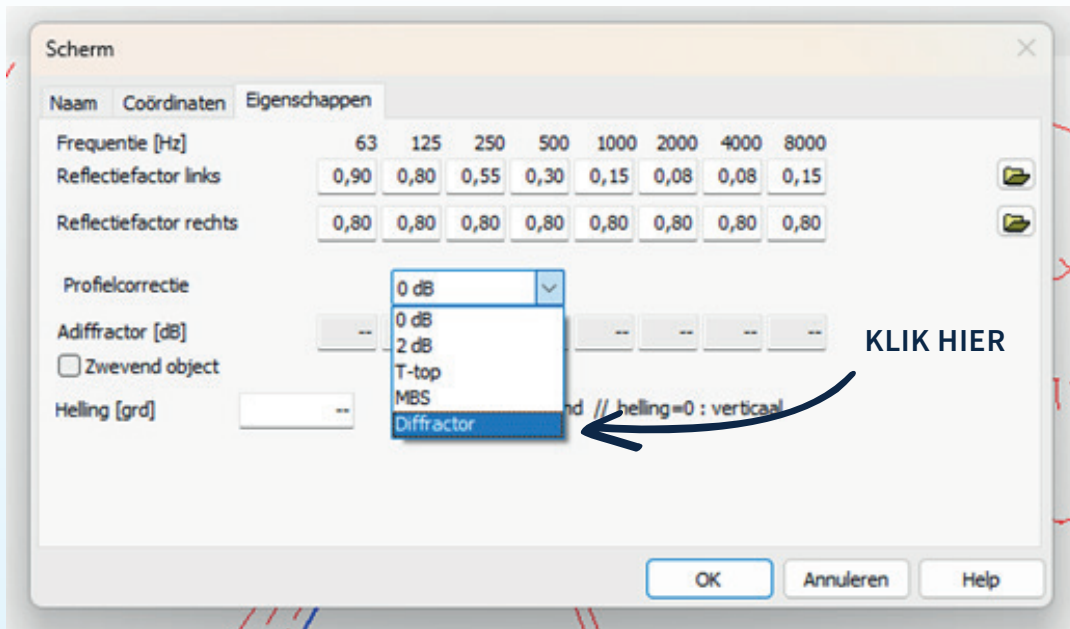 Scherm
Naam Coördinaten Eigenschappen
Frequentie [Hz] 63 125 250 500 1000 2000 4000 8000
Reflectiefactor links 0,90 0,80 0,55 0,30 0,15 0,08 0,08 0,15
Reflectiefactor rechts 0,80 0,80 0,80 0,80 0,80 0,80 0,80 0,80
Profielcorrectie 0 dB
0 dB
Adiffractor [dB] -- -- -- -- --
2 dB
Zwevend object
T-top
KLIK HIER
MBS
Helling [grd] -- // helling=0 : verticaal
Diffractor
OK Annuleren Help